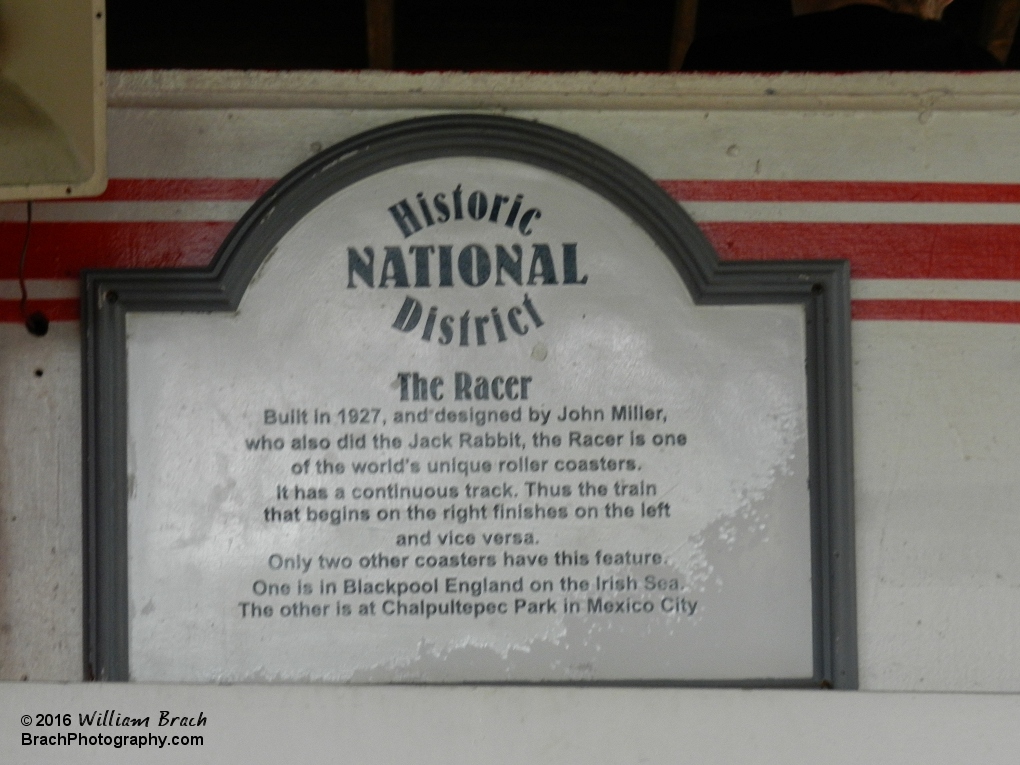 Historic
NATIONAL
District
The Racer
Built in 1927, and designed by John Miller,
who also did the Jack Rabbit, the Racer is one
of the world's unique roller coasters.
It has a continuous track. Thus the train
that begins on the right finishes on the left
and vice versa.
Only two other coasters have this feature.
One is in Blackpool England on the Irish Sea.
The other is at Chalpultepec Park in Mexico City
©2016 William Brach
BrachPhotography.com